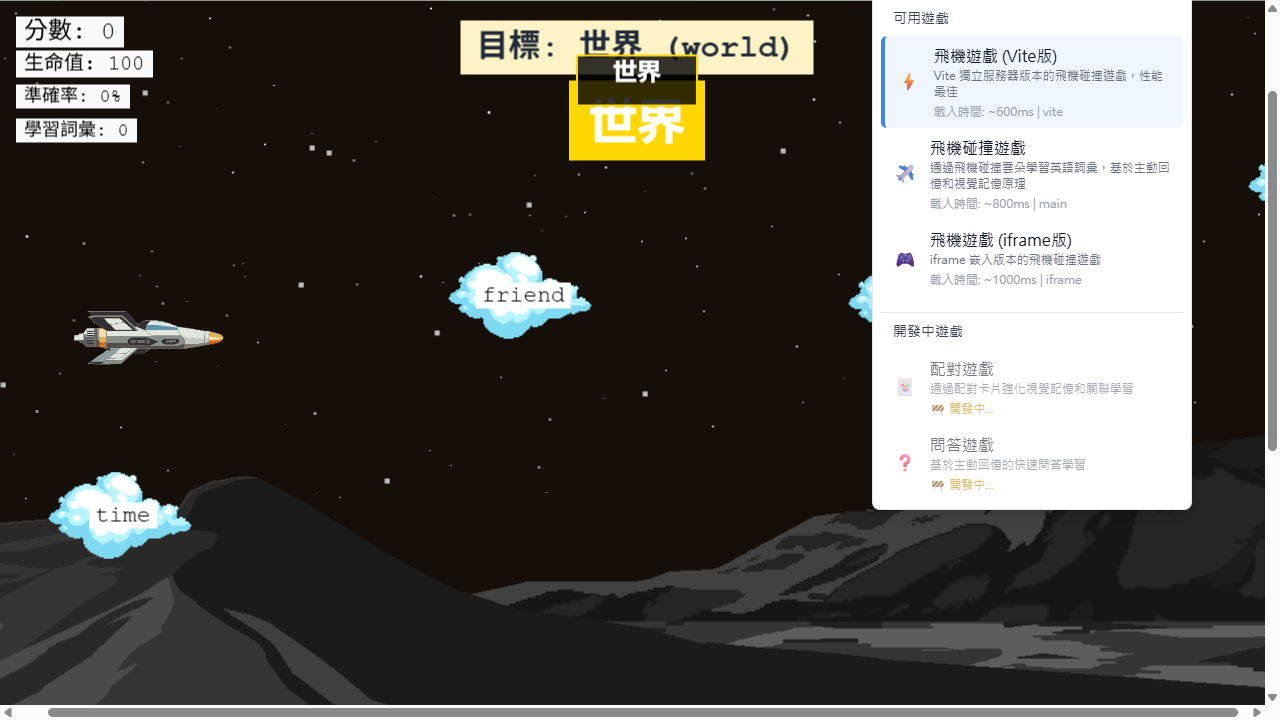 分數: 0
生命值: 100
準確率: 0%
學習詞彙: 0
目標: 世界 (world)
世界
世界
friend
time
可用遊戲
飛機遊戲 (Vite版)
Vite 獨立服務器版本的飛機碰撞遊戲，性能
最佳
載入時間: ~600ms | vite
飛機碰撞遊戲
通過飛機碰撞雲朵學習英語詞彙，基於主動回
憶和視覺記憶原理
載入時間: ~800ms | main
飛機遊戲 (iframe版)
iframe 嵌入版本的飛機碰撞遊戲
載入時間: ~1000ms | iframe
開發中遊戲
配對遊戲
通過配對卡片強化視覺記憶和關聯學習
開發中...
問答遊戲
基於主動回憶的快速問答學習
開發中...